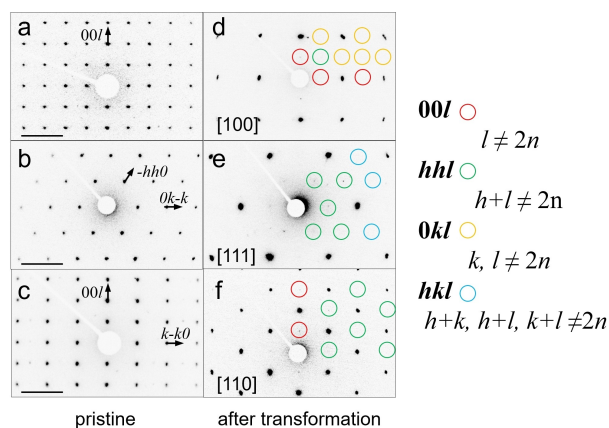 a
00l
d
[100]
b
-hh0
0k-k
e
[111]
c
00l
k-k0
f
[110]
pristine
after transformation
00l
l ≠ 2n
hhl
h+l ≠ 2n
0kl
k, l ≠ 2n
hkl
h+k, h+l, k+l ≠2n